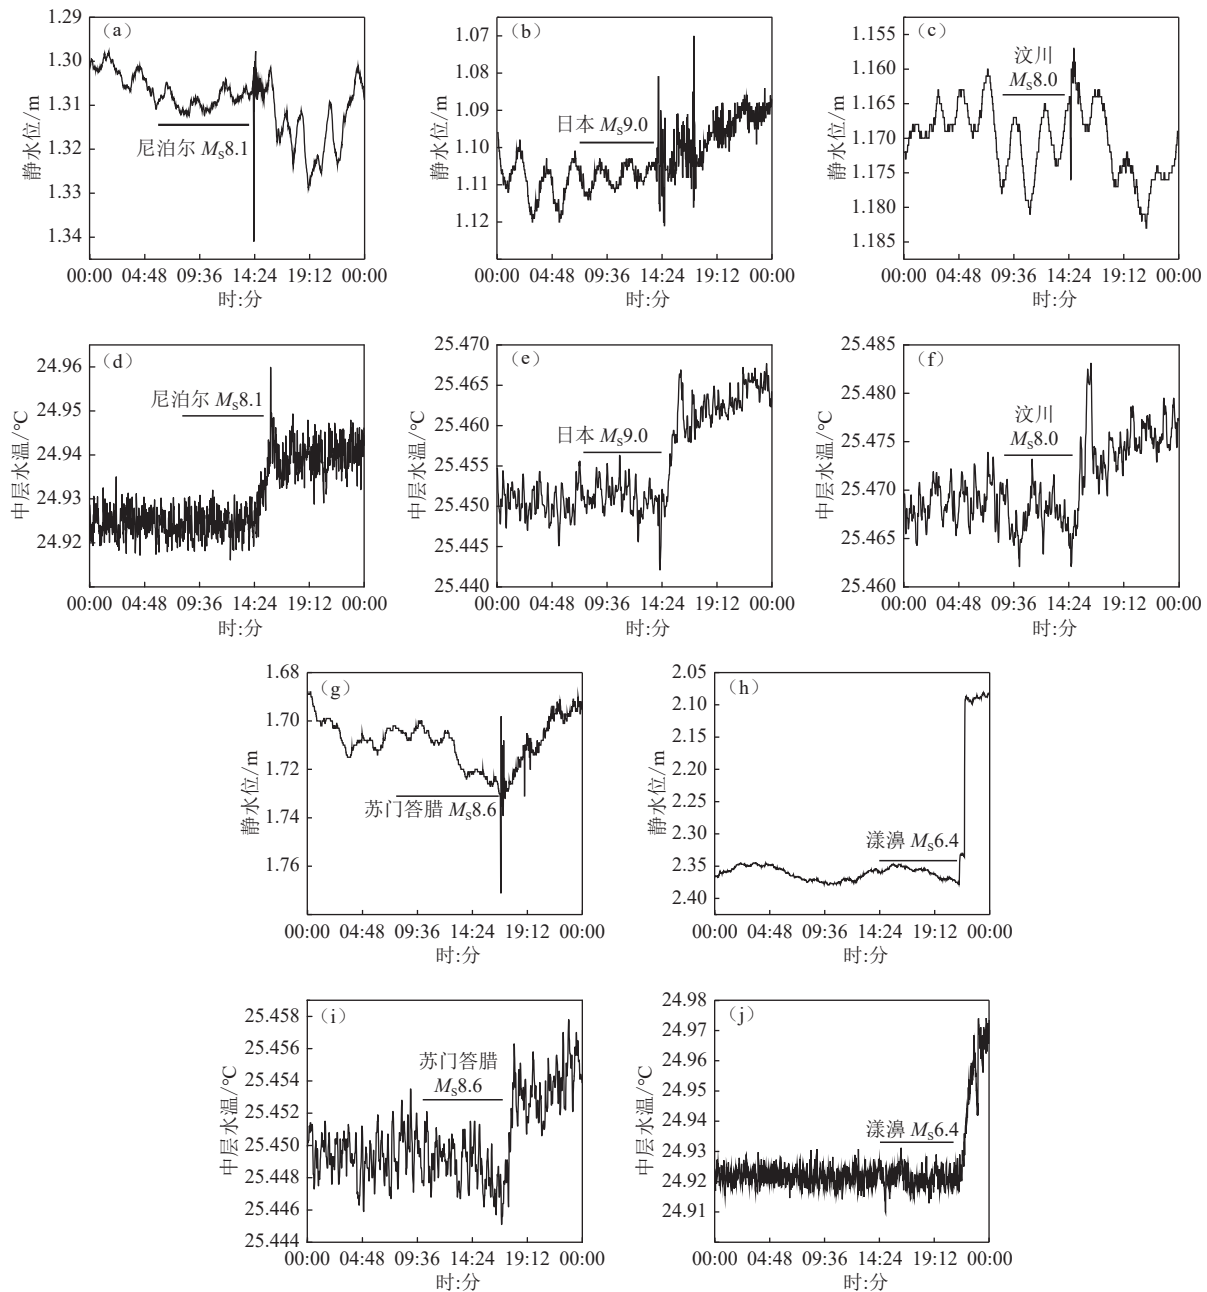 (a)
1.29
1.30
1.31
1.32
1.33
1.34
静水位/m
尼泊尔 MS8.1
00:00 04:48 09:36 14:24 19:12 00:00
时:分
(b)
1.07
1.08
1.09
1.10
1.11
1.12
静水位/m
日本 MS9.0
00:00 04:48 09:36 14:24 19:12 00:00
时:分
(c)
1.155
1.160
1.165
1.170
1.175
1.180
1.185
静水位/m
汶川
MS8.0
00:00 04:48 09:36 14:24 19:12 00:00
时:分
(d)
24.96
24.95
24.94
24.93
24.92
中层水温/℃
尼泊尔 MS8.1
00:00 04:48 09:36 14:24 19:12 00:00
时:分
(e)
25.470
25.465
25.460
25.450
25.450
25.445
25.440
中层水温/℃
日本 MS9.0
00:00 04:48 09:36 14:24 19:12 00:00
时:分
(f)
25.485
25.480
25.475
25.470
25.465
25.460
中层水温/℃
汶川
MS8.0
00:00 04:48 09:36 14:24 19:12 00:00
时:分
(g)
1.68
1.70
1.72
1.74
1.76
静水位/m
苏门答腊 MS8.6
00:00 04:48 09:36 14:24 19:12 00:00
时:分
(h)
2.05
2.10
2.15
2.20
2.25
2.30
2.35
2.40
静水位/m
漾濞 MS6.4
00:00 04:48 09:36 14:24 19:12 00:00
时:分
(i)
25.458
25.456
25.454
25.452
25.450
25.448
25.446
25.444
中层水温/℃
苏门答腊
MS8.6
00:00 04:48 09:36 14:24 19:12 00:00
时:分
(j)
24.98
24.97
24.96
24.95
24.94
24.93
24.92
24.91
中层水温/℃
漾濞 MS6.4
00:00 04:48 09:36 14:24 19:12 00:00
时:分